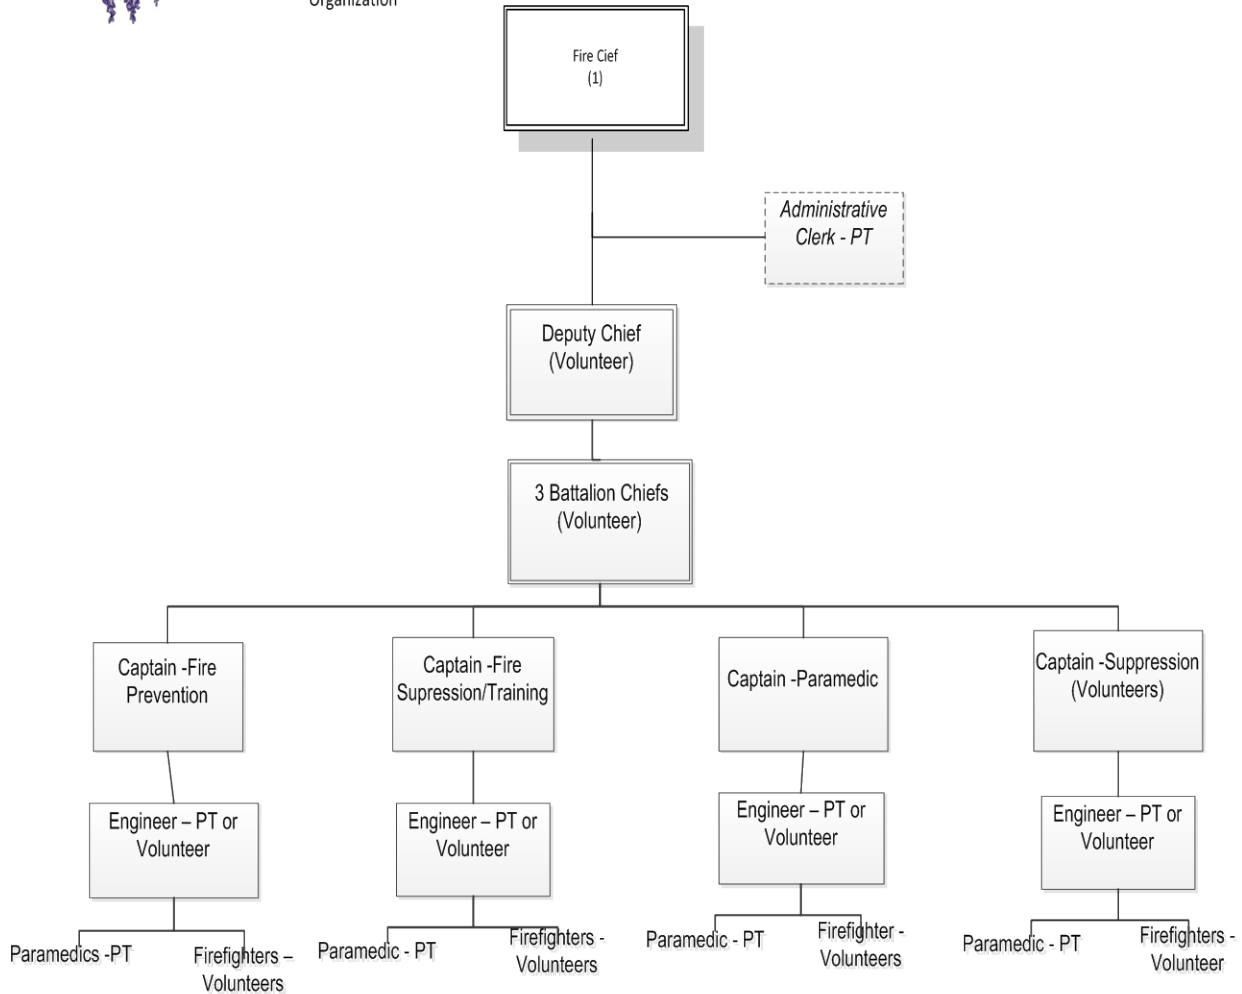 Organization
Fire Cief
(1)
Administrative
Clerk - PT
Deputy Chief
(Volunteer)
3 Battalion Chiefs
(Volunteer)
Captain -Fire
Prevention
Captain -Fire
Supression/Training
Captain -Paramedic
Captain -Suppression
(Volunteers)
Engineer – PT or
Volunteer
Engineer – PT or
Volunteer
Engineer – PT or
Volunteer
Engineer – PT or
Volunteer
Paramedics -PT
Firefighters –
Volunteers
Paramedic - PT
Firefighters -
Volunteers
Paramedic - PT
Firefighter -
Volunteers
Paramedic - PT
Firefighters -
Volunteer